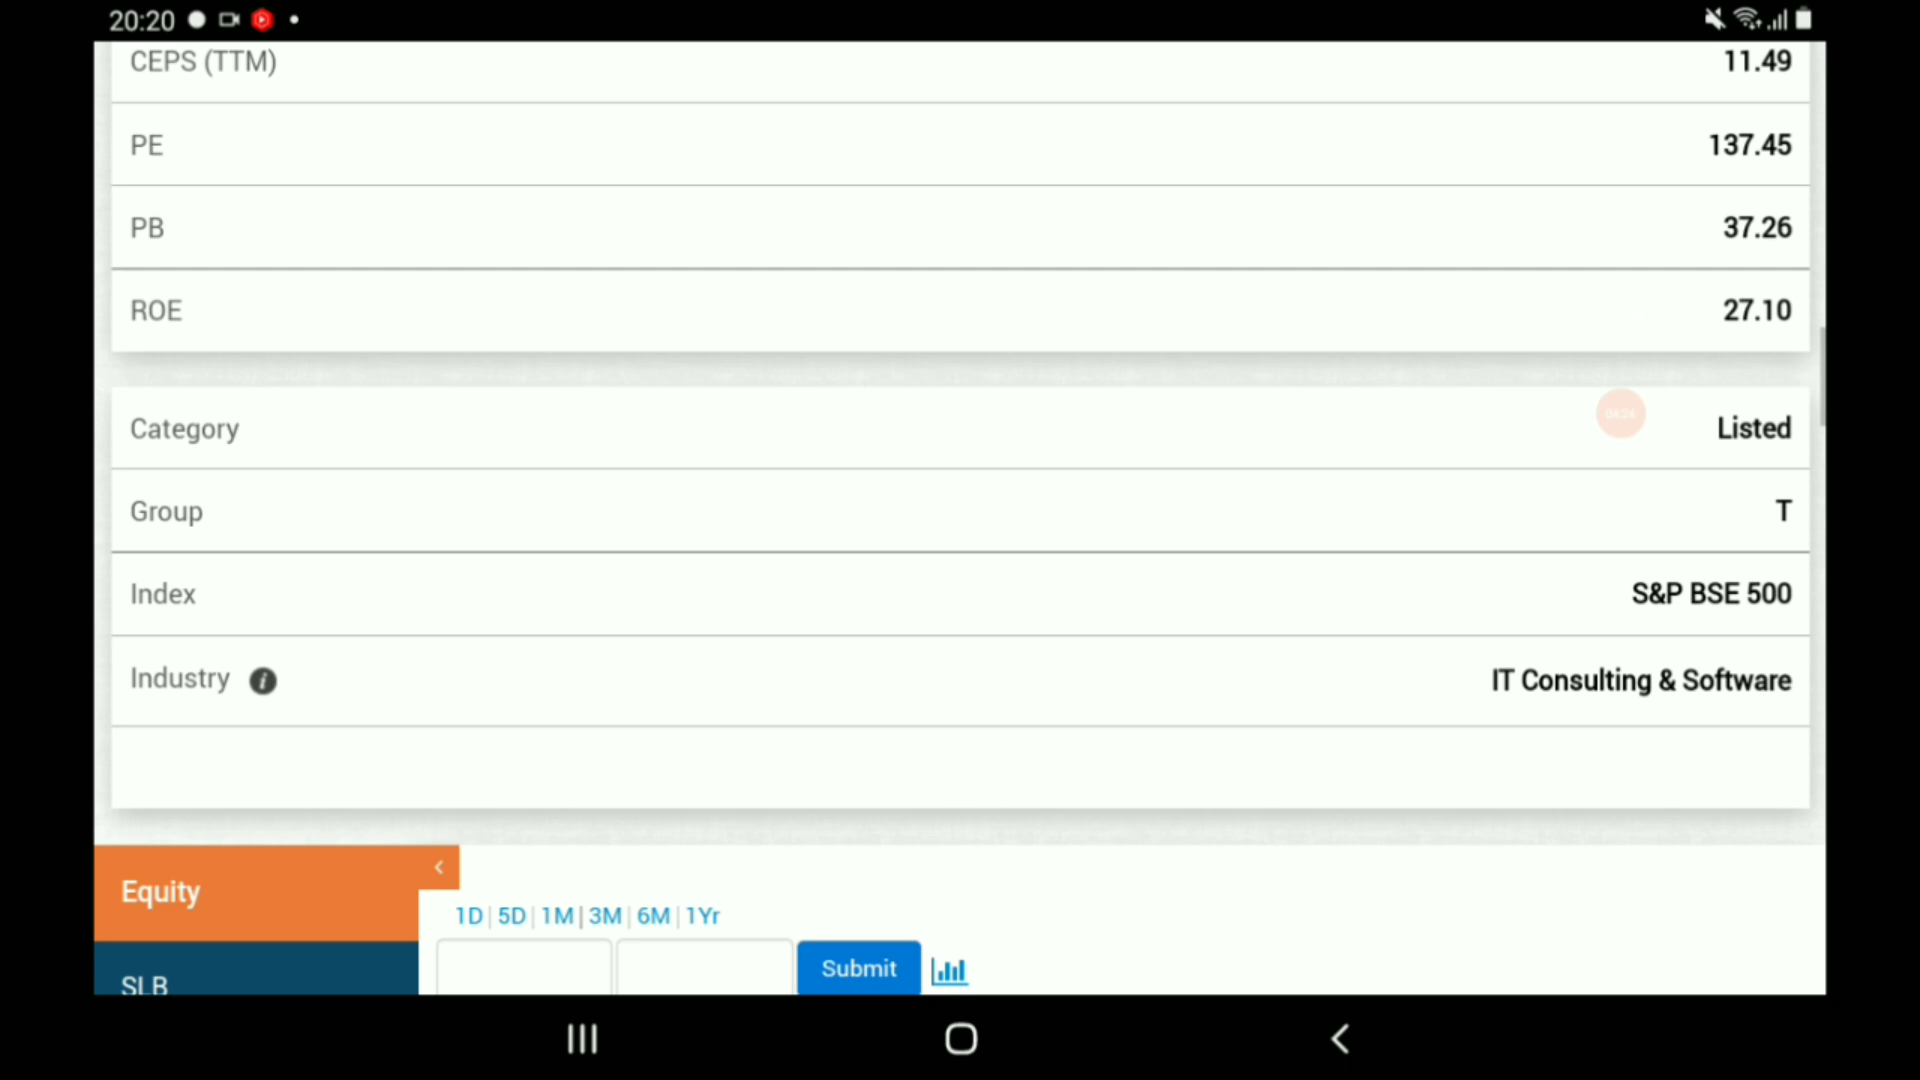 20:20
CEPS (TTM) 11.49
PE 137.45
PB 37.26
ROE 27.10
Category Listed
Group T
Index S&P BSE 500
Industry i IT Consulting & Software
Equity
1D | 5D | 1M | 3M | 6M | 1Yr
Submit
SLB